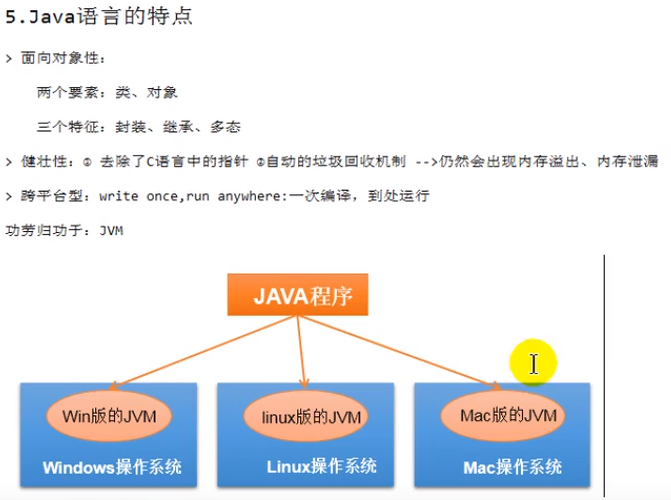 5.Java语言的特点
> 面向对象性：
两个要素：类、对象
三个特征：封装、继承、多态
> 健壮性：① 去除了C语言中的指针 ②自动的垃圾回收机制 -->仍然会出现内存溢出、内存泄漏
> 跨平台型：write once,run anywhere:一次编译，到处运行
功劳归功于：JVM
JAVA程序
Win版的JVM
linux版的JVM
Mac版的JVM
Windows操作系统
Linux操作系统
Mac操作系统